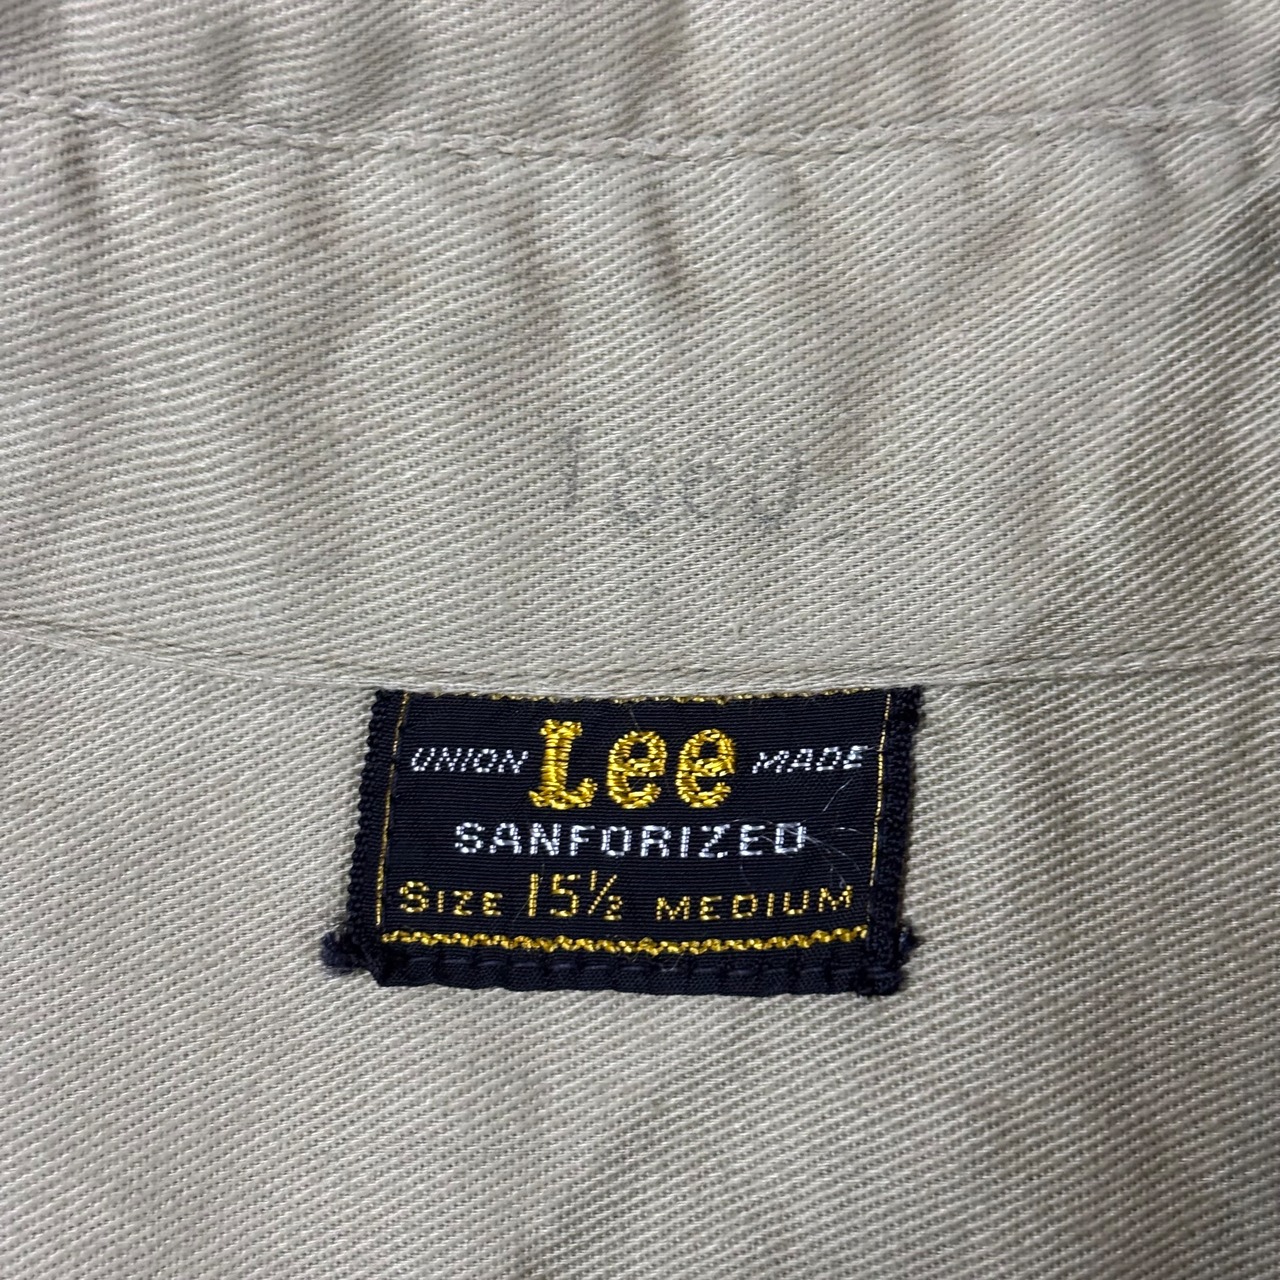 UNION Lee MADE
SANFORIZED
SIZE 15½ MEDIUM